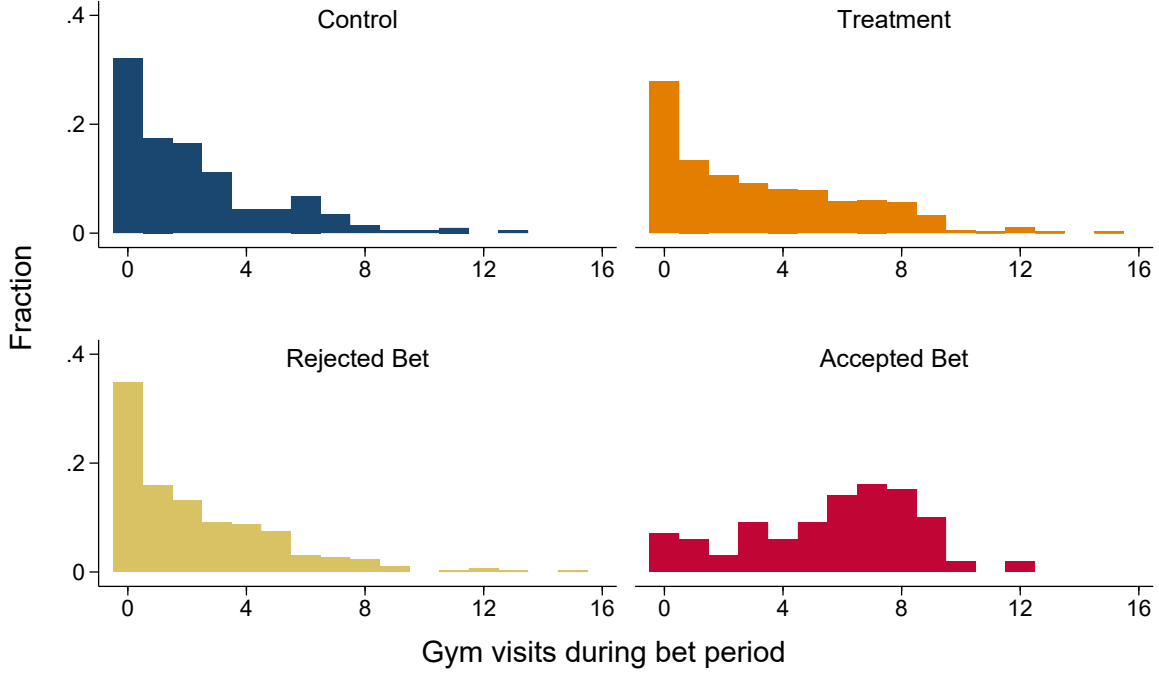 Control
Treatment
.4
.2
0
0 4 8 12 16
0 4 8 12 16
Fraction
Rejected Bet
Accepted Bet
.4
.2
0
0 4 8 12 16
0 4 8 12 16
Gym visits during bet period